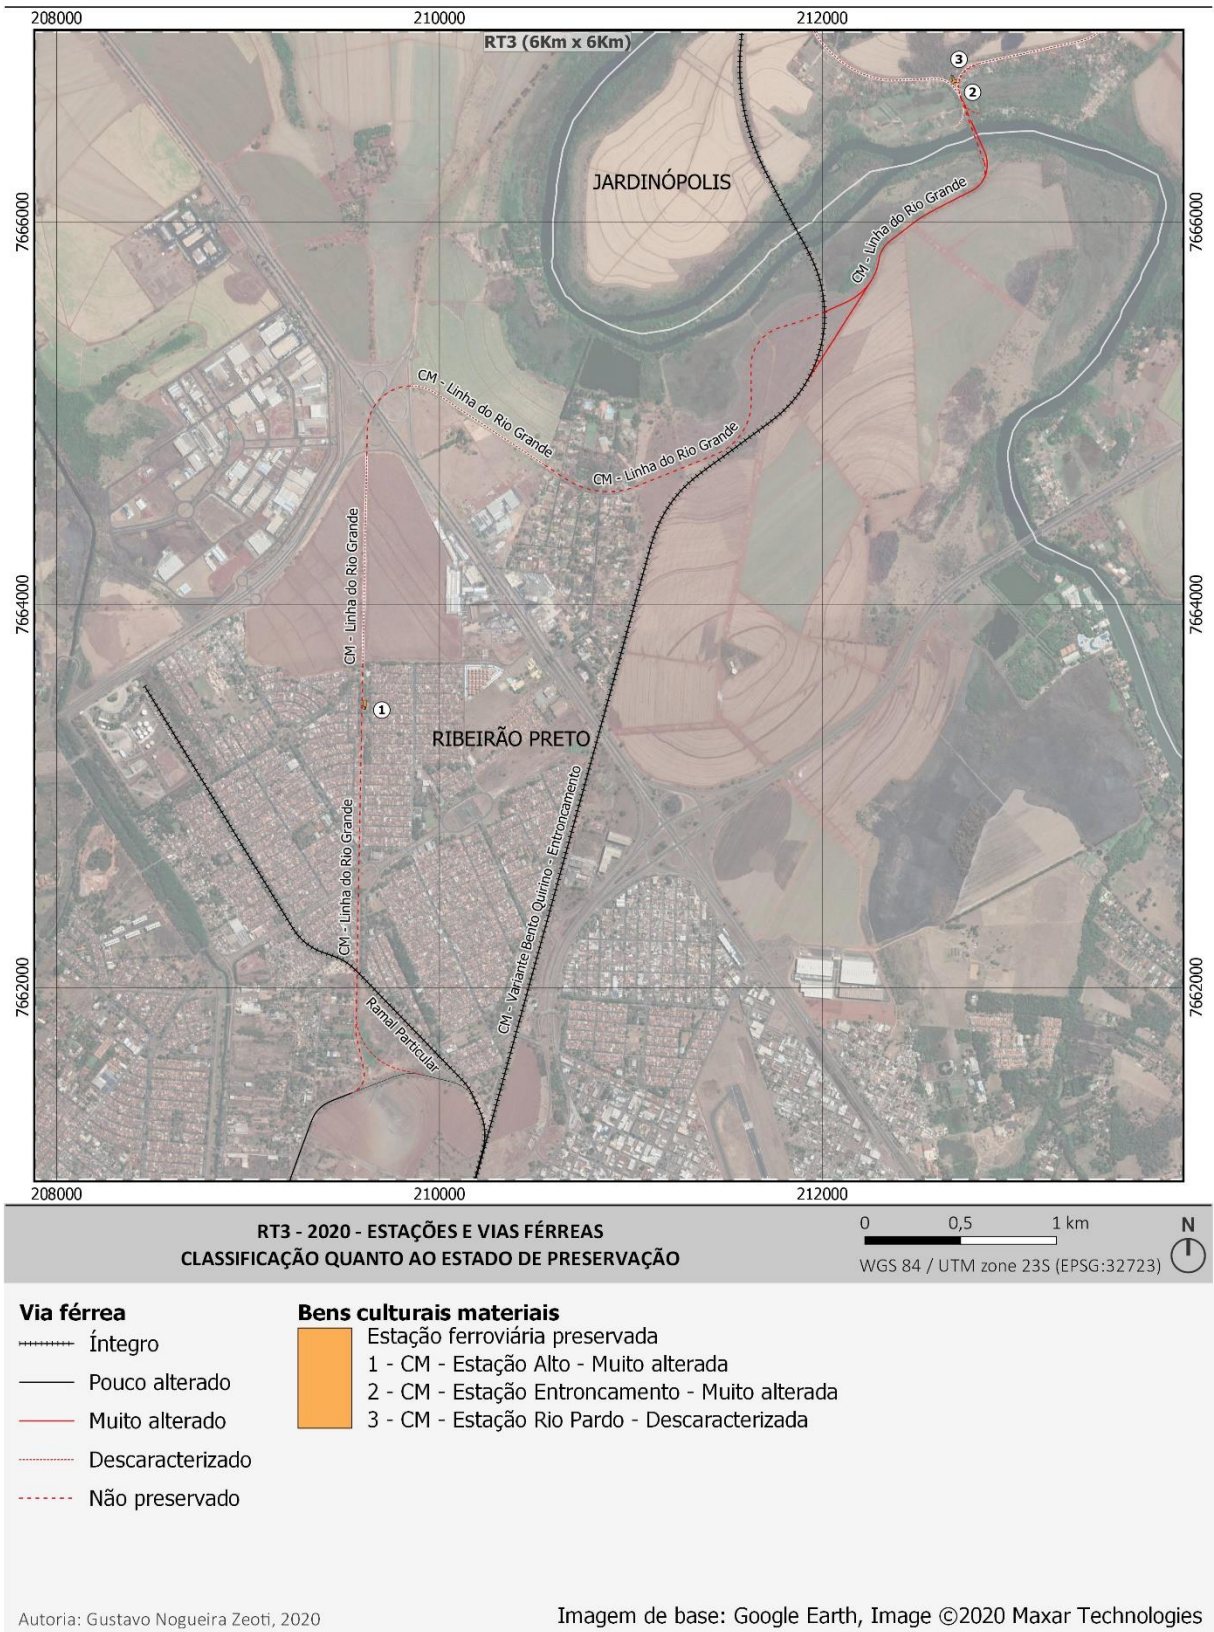 208000
210000
212000
RT3 (6Km x 6Km)
3
2
JARDINÓPOLIS
7666000
7666000
CM - Linha do Rio Grande
CM - Linha do Rio Grande
CM - Linha do Rio Grande
CM - Linha do Rio Grande
7664000
7664000
1
RIBEIRÃO PRETO
CM - Linha do Rio Grande
CM - Variante Bento Quirino - Entroncamento
7662000
7662000
Ramal Particular
208000
210000
212000
RT3 - 2020 - ESTAÇÕES E VIAS FÉRREAS
CLASSIFICAÇÃO QUANTO AO ESTADO DE PRESERVAÇÃO
0 0,5 1 km
WGS 84 / UTM zone 23S (EPSG:32723)
N
Via férrea
Íntegro
Pouco alterado
Muito alterado
Descaracterizado
Não preservado
Bens culturais materiais
Estação ferroviária preservada
1 - CM - Estação Alto - Muito alterada
2 - CM - Estação Entroncamento - Muito alterada
3 - CM - Estação Rio Pardo - Descaracterizada
Autoria: Gustavo Nogueira Zeoti, 2020
Imagem de base: Google Earth, Image ©2020 Maxar Technologies